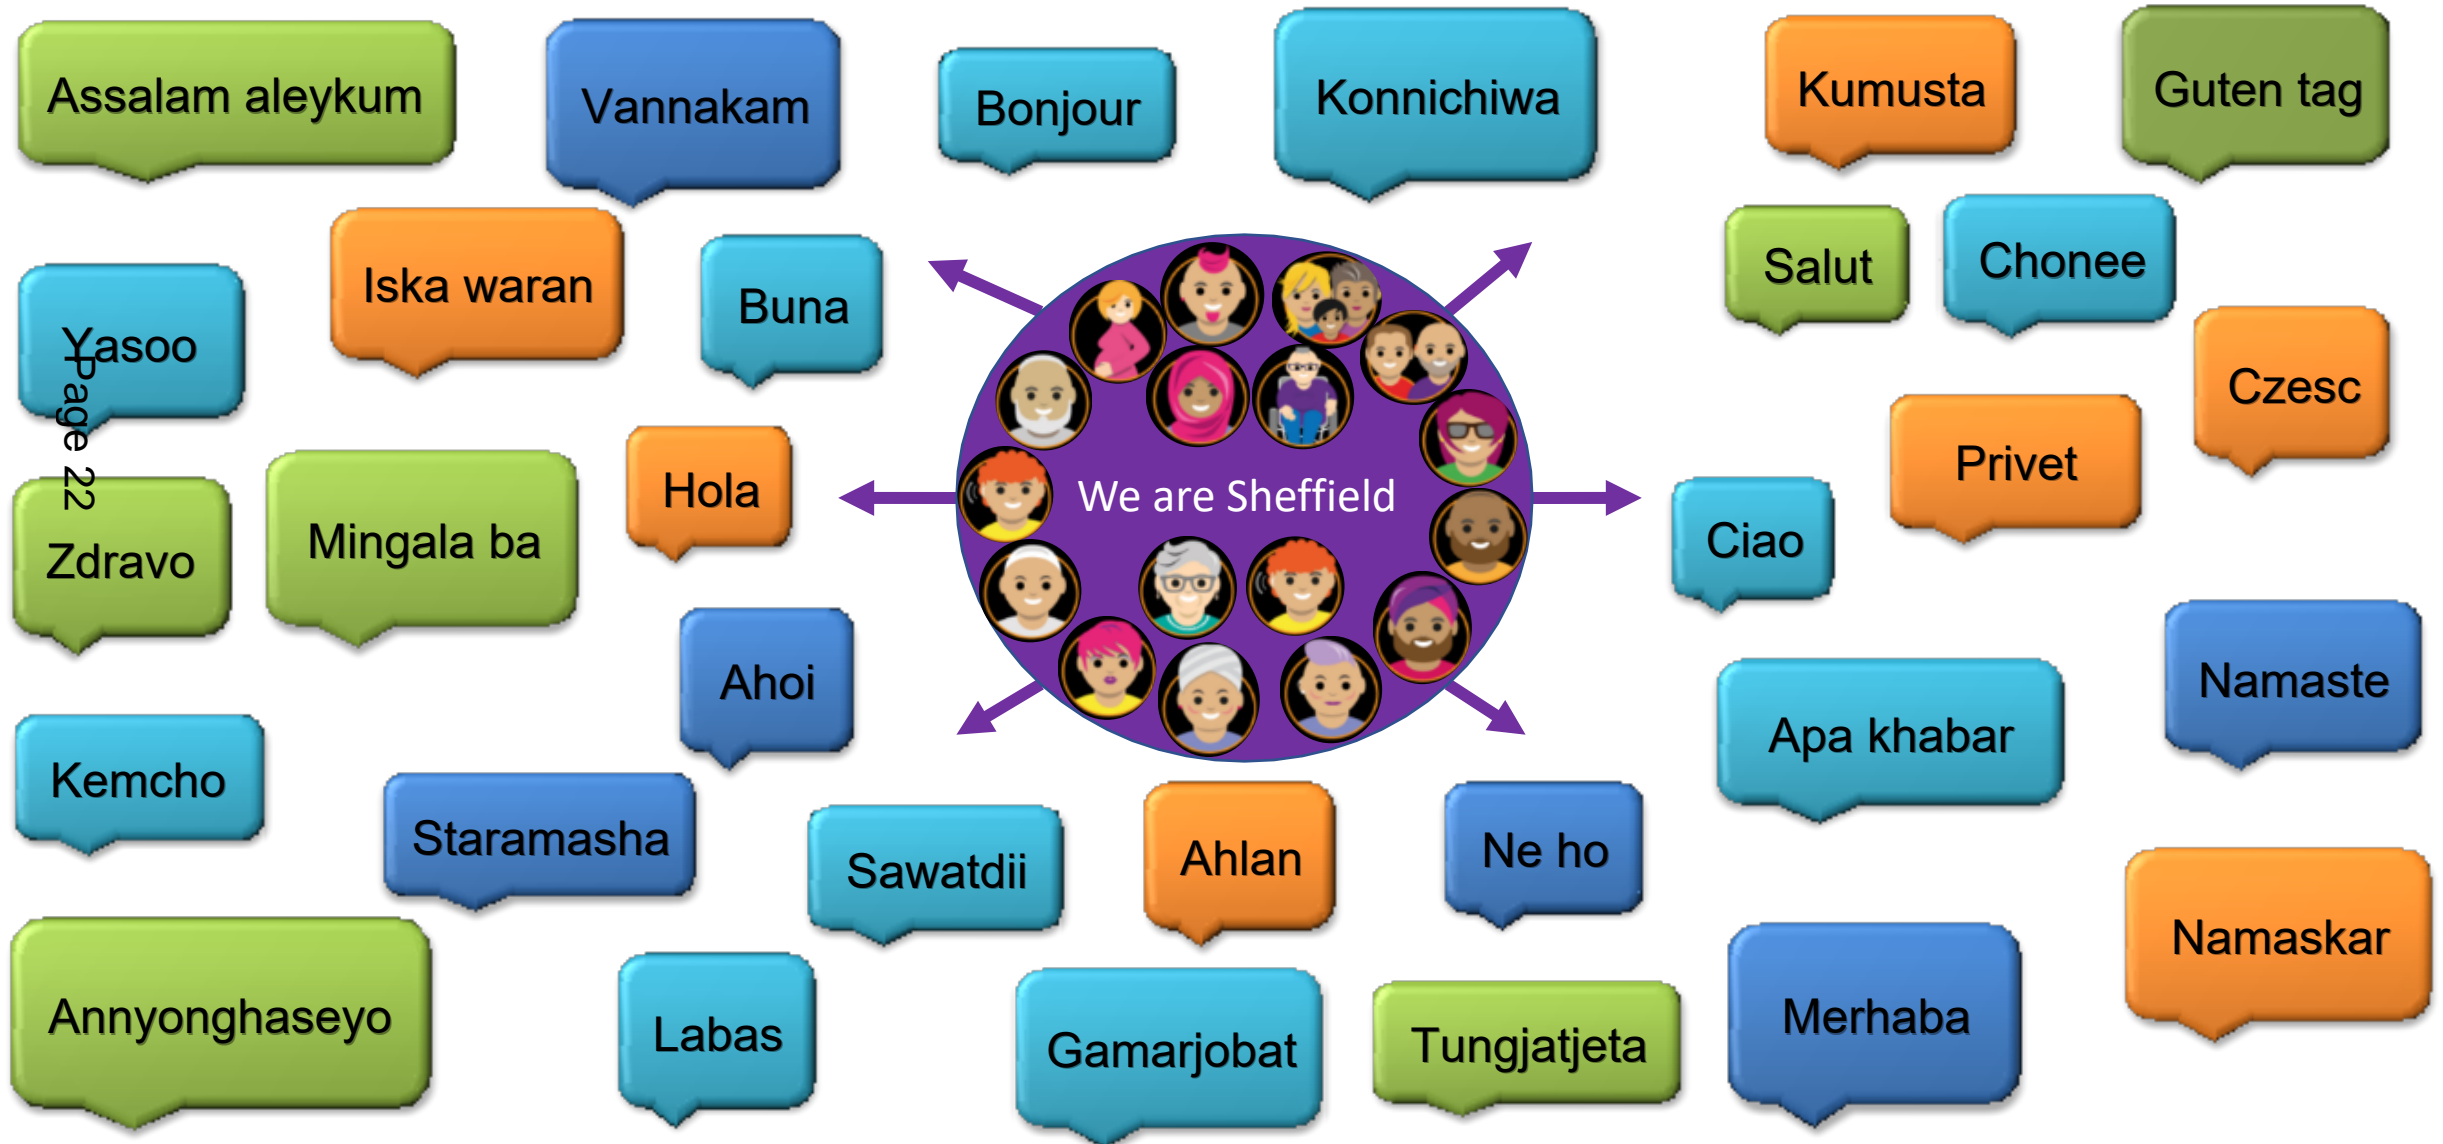 Assalam aleykum
Vannakam
Bonjour
Konnichiwa
Kumusta
Guten tag
Iska waran
Buna
Salut
Chonee
Yasoo
Page 22
Czesc
Hola
We are Sheffield
Privet
Mingala ba
Zdravo
Ciao
Ahoi
Namaste
Kemcho
Apa khabar
Staramasha
Sawatdii
Ahlan
Ne ho
Namaskar
Annyonghaseyo
Labas
Gamarjobat
Tungjatjeta
Merhaba